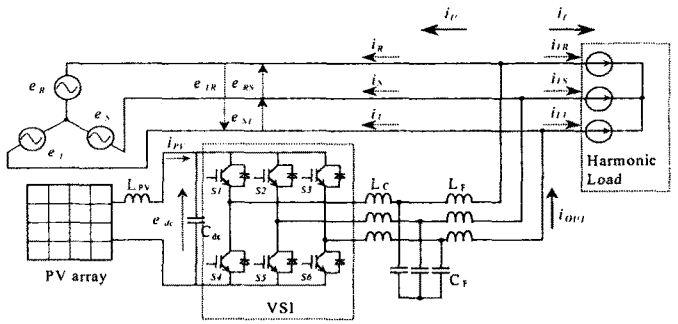 i_U
i_L
i_R
i_LR
e_R
e_TR
e_RS
i_S
i_LS
e_S
e_ST
i_T
i_LT
e_T
i_PV
Harmonic
Load
L_PV
S1
S2
S3
L_C
L_F
e_dc
C_dc
i_OUT
PV array
S4
S5
S6
C_F
VSI